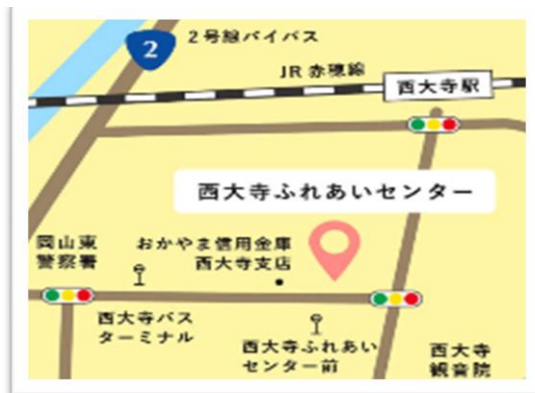 2
2号線バイパス
JR 赤穂線
西大寺駅
西大寺ふれあいセンター
岡山東
警察署
おかやま信用金庫
西大寺支店
西大寺バス
ターミナル
西大寺ふれあい
センター前
西大寺
観音院